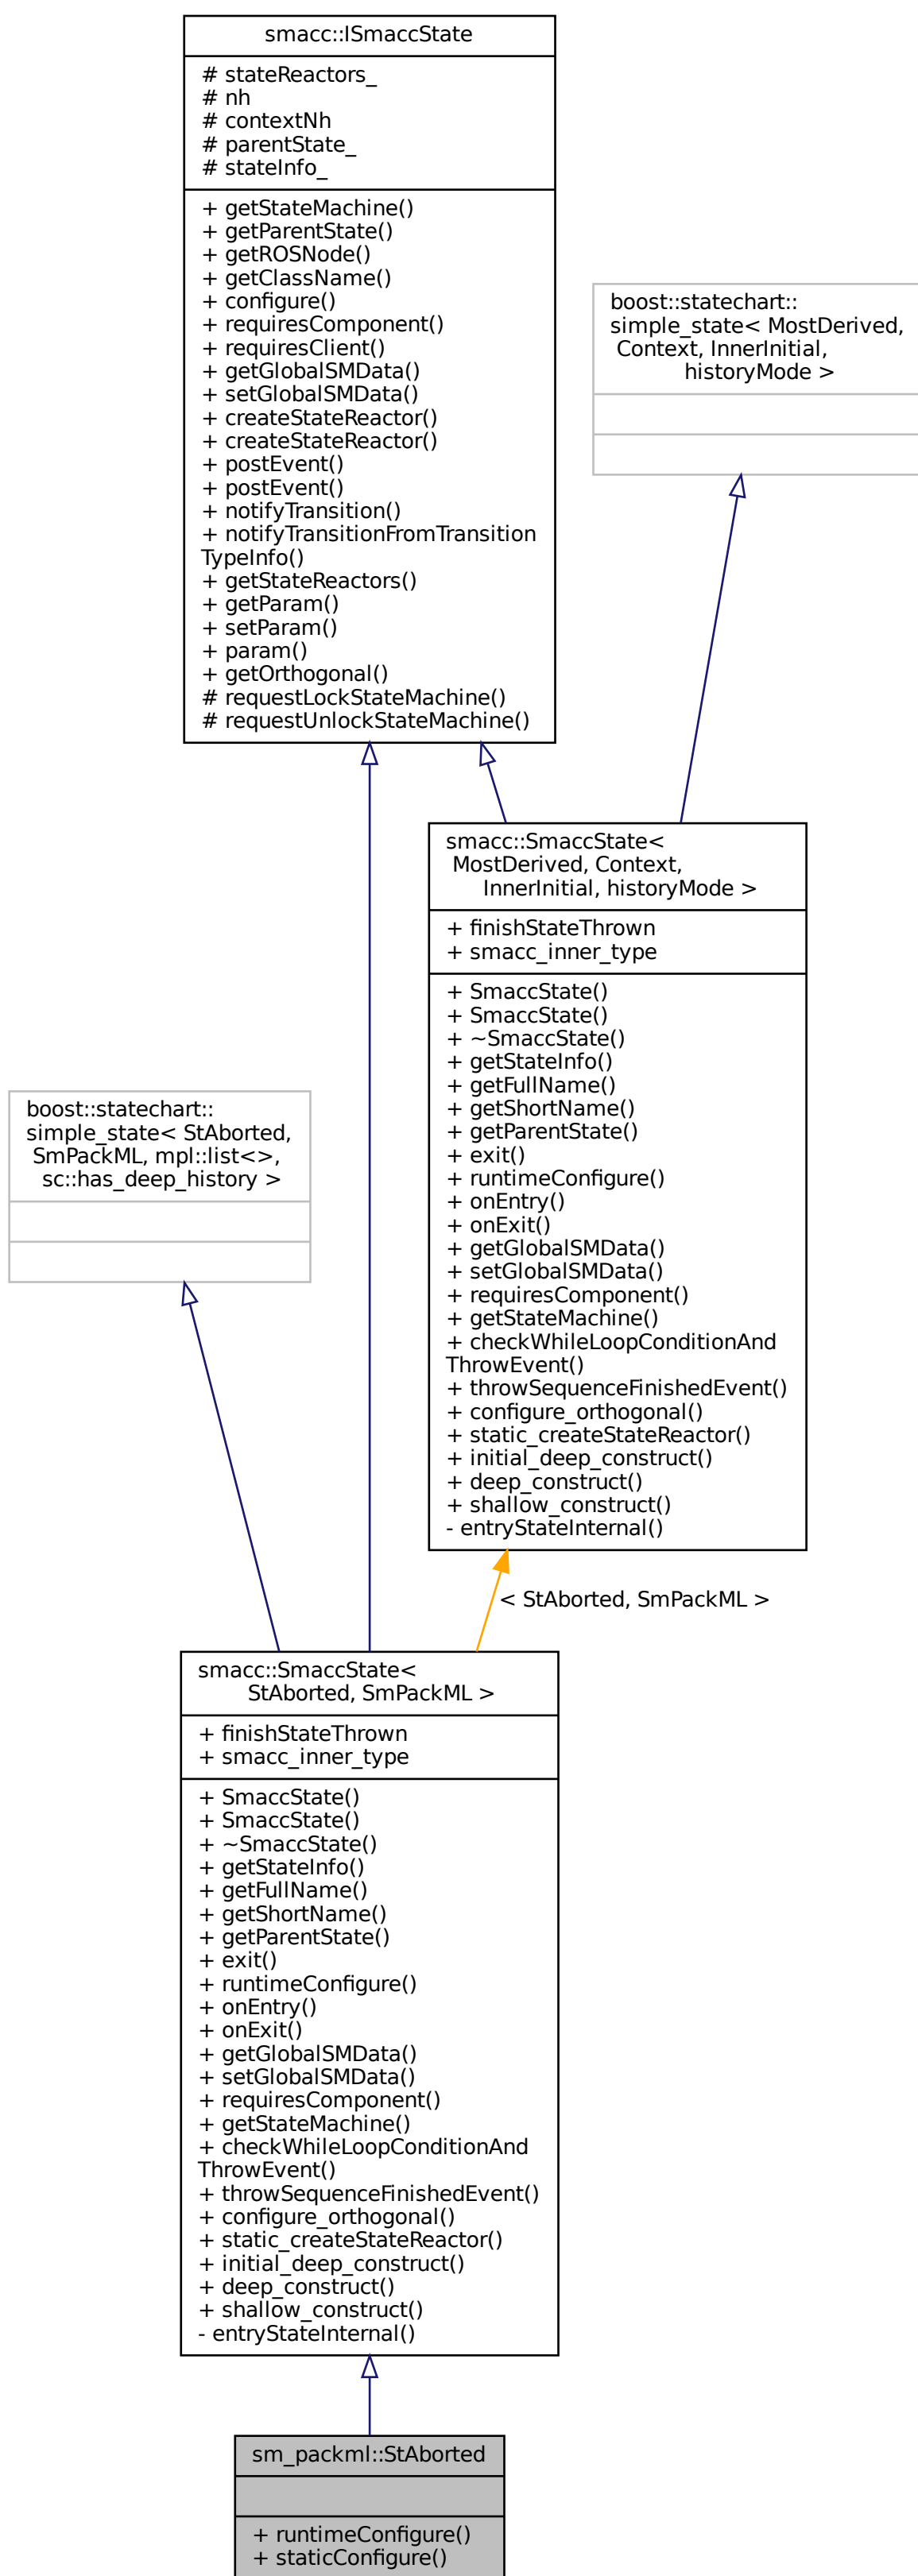 smacc::ISmaccState
# stateReactors_
# nh
# contextNh
# parentState_
# stateInfo_
+ getStateMachine()
+ getParentState()
+ getROSNode()
+ getClassName()
+ configure()
+ requiresComponent()
+ requiresClient()
+ getGlobalSMData()
+ setGlobalSMData()
+ createStateReactor()
+ createStateReactor()
+ postEvent()
+ postEvent()
+ notifyTransition()
+ notifyTransitionFromTransition
TypeInfo()
+ getStateReactors()
+ getParam()
+ setParam()
+ param()
+ getOrthogonal()
# requestLockStateMachine()
# requestUnlockStateMachine()
boost::statechart::
simple_state< MostDerived,
Context, InnerInitial,
historyMode >
smacc::SmaccState<
MostDerived, Context,
InnerInitial, historyMode >
+ finishStateThrown
+ smacc_inner_type
+ SmaccState()
+ SmaccState()
+ ~SmaccState()
+ getStateInfo()
+ getFullName()
+ getShortName()
+ getParentState()
+ exit()
+ runtimeConfigure()
+ onEntry()
+ onExit()
+ getGlobalSMData()
+ setGlobalSMData()
+ requiresComponent()
+ getStateMachine()
+ checkWhileLoopConditionAnd
ThrowEvent()
+ throwSequenceFinishedEvent()
+ configure_orthogonal()
+ static_createStateReactor()
+ initial_deep_construct()
+ deep_construct()
+ shallow_construct()
- entryStateInternal()
boost::statechart::
simple_state< StAborted,
SmPackML, mpl::list<>,
sc::has_deep_history >
< StAborted, SmPackML >
smacc::SmaccState<
StAborted, SmPackML >
+ finishStateThrown
+ smacc_inner_type
+ SmaccState()
+ SmaccState()
+ ~SmaccState()
+ getStateInfo()
+ getFullName()
+ getShortName()
+ getParentState()
+ exit()
+ runtimeConfigure()
+ onEntry()
+ onExit()
+ getGlobalSMData()
+ setGlobalSMData()
+ requiresComponent()
+ getStateMachine()
+ checkWhileLoopConditionAnd
ThrowEvent()
+ throwSequenceFinishedEvent()
+ configure_orthogonal()
+ static_createStateReactor()
+ initial_deep_construct()
+ deep_construct()
+ shallow_construct()
- entryStateInternal()
sm_packml::StAborted
+ runtimeConfigure()
+ staticConfigure()